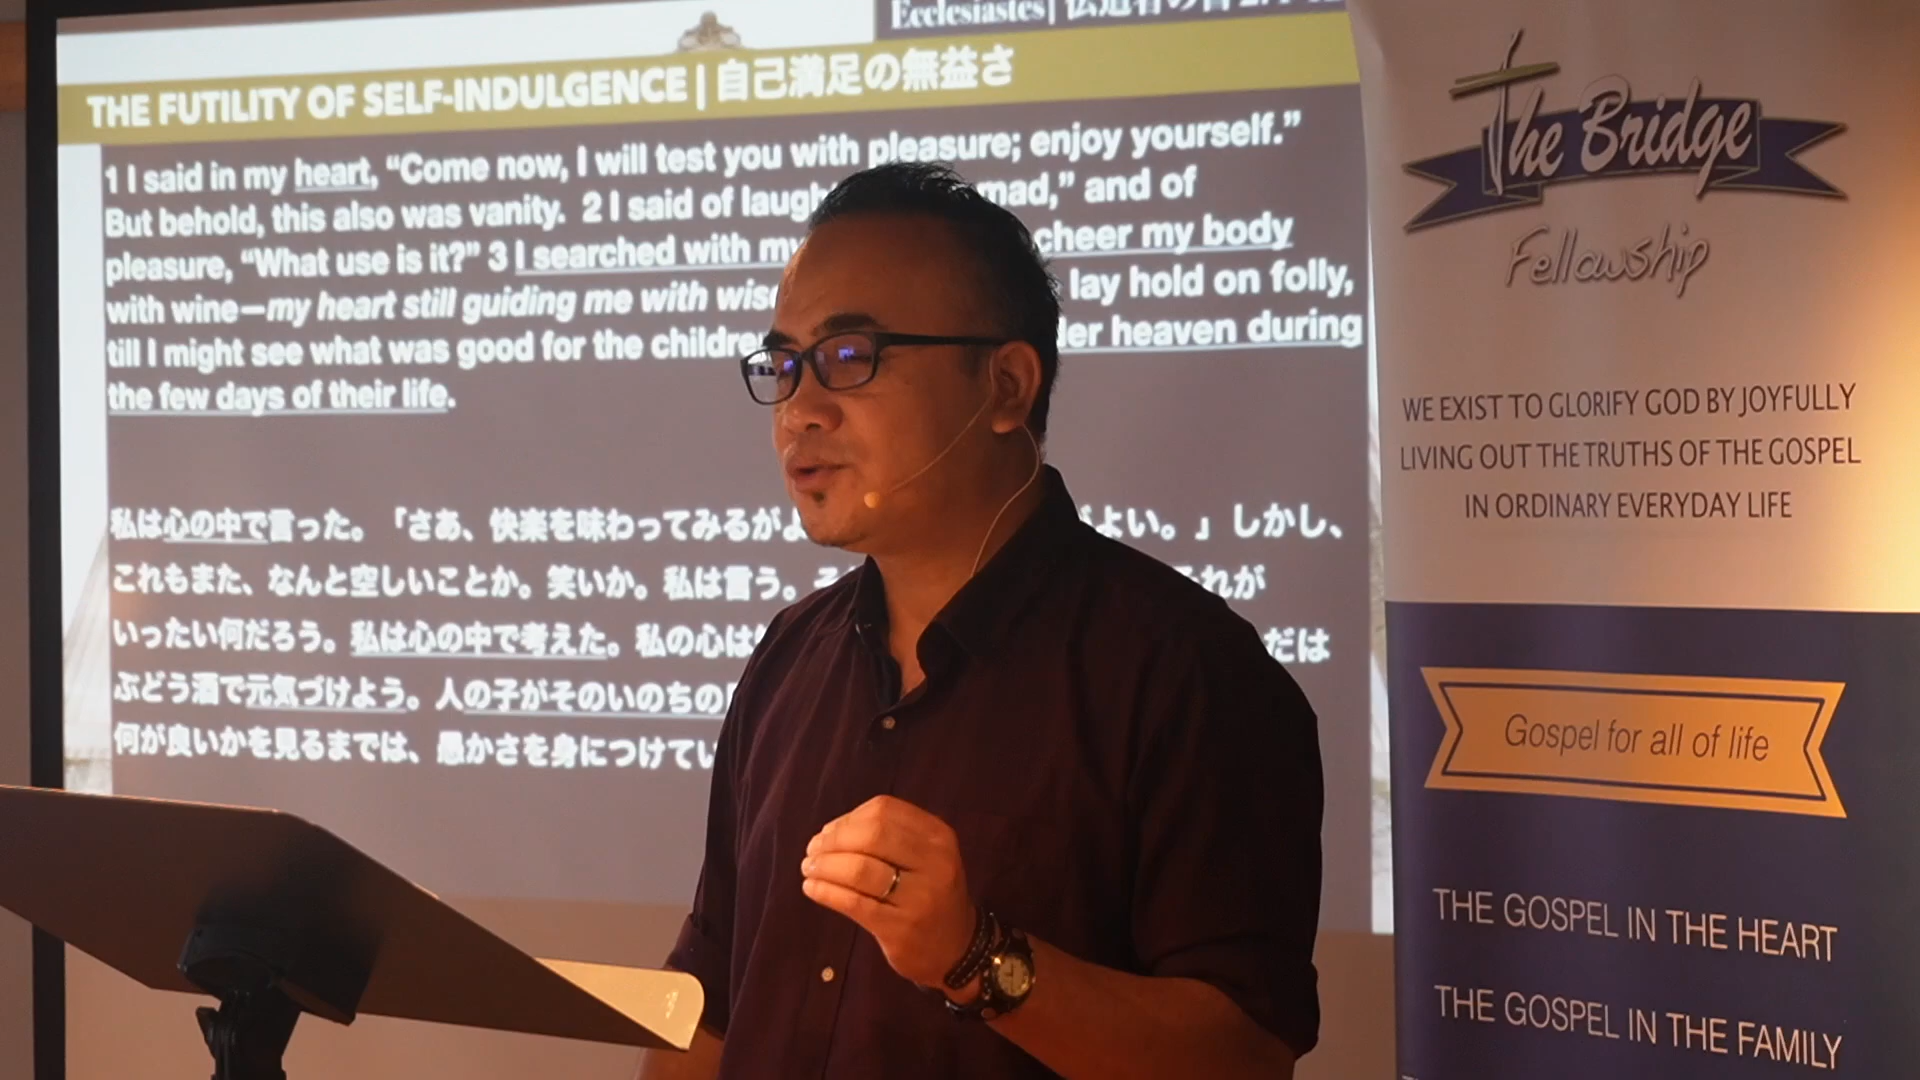 Ecclesiastes|
THE FUTILITY OF SELF-INDULGENCE | 自己満足の無益さ
1 I said in my heart, “Come now, I will test you with pleasure; enjoy yourself.”
But behold, this also was vanity. 2 I said of mad,” and of
pleasure, “What use is it?” 3 I searched with cheer my body
with wine—my heart still guiding me with lay hold on folly,
till I might see what was good for the heaven during
the few days of their life.
私は心の中で言った。「さあ、快楽を味わってみるが よい。」しかし、
これもまた、なんと空しいことか。笑いか。私は言う。 それが
いったい何だろう。私は心の中で考えた。私の心は だは
ぶどう酒で元気づけよう。人の子がそのいのちの
何が良いかを見るまでは、愚かさを身につけてい
The Bridge
Fellowship
WE EXIST TO GLORIFY GOD BY JOYFULLY
LIVING OUT THE TRUTHS OF THE GOSPEL
IN ORDINARY EVERYDAY LIFE
Gospel for all of life
THE GOSPEL IN THE HEART
THE GOSPEL IN THE FAMILY